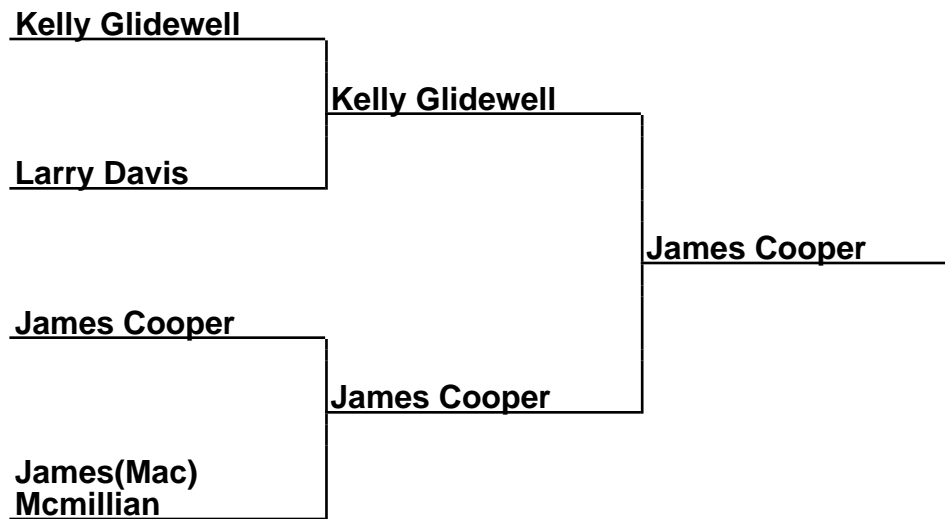 Kelly Glidewell
Kelly Glidewell
Larry Davis
James Cooper
James Cooper
James Cooper
James(Mac)
Mcmillian